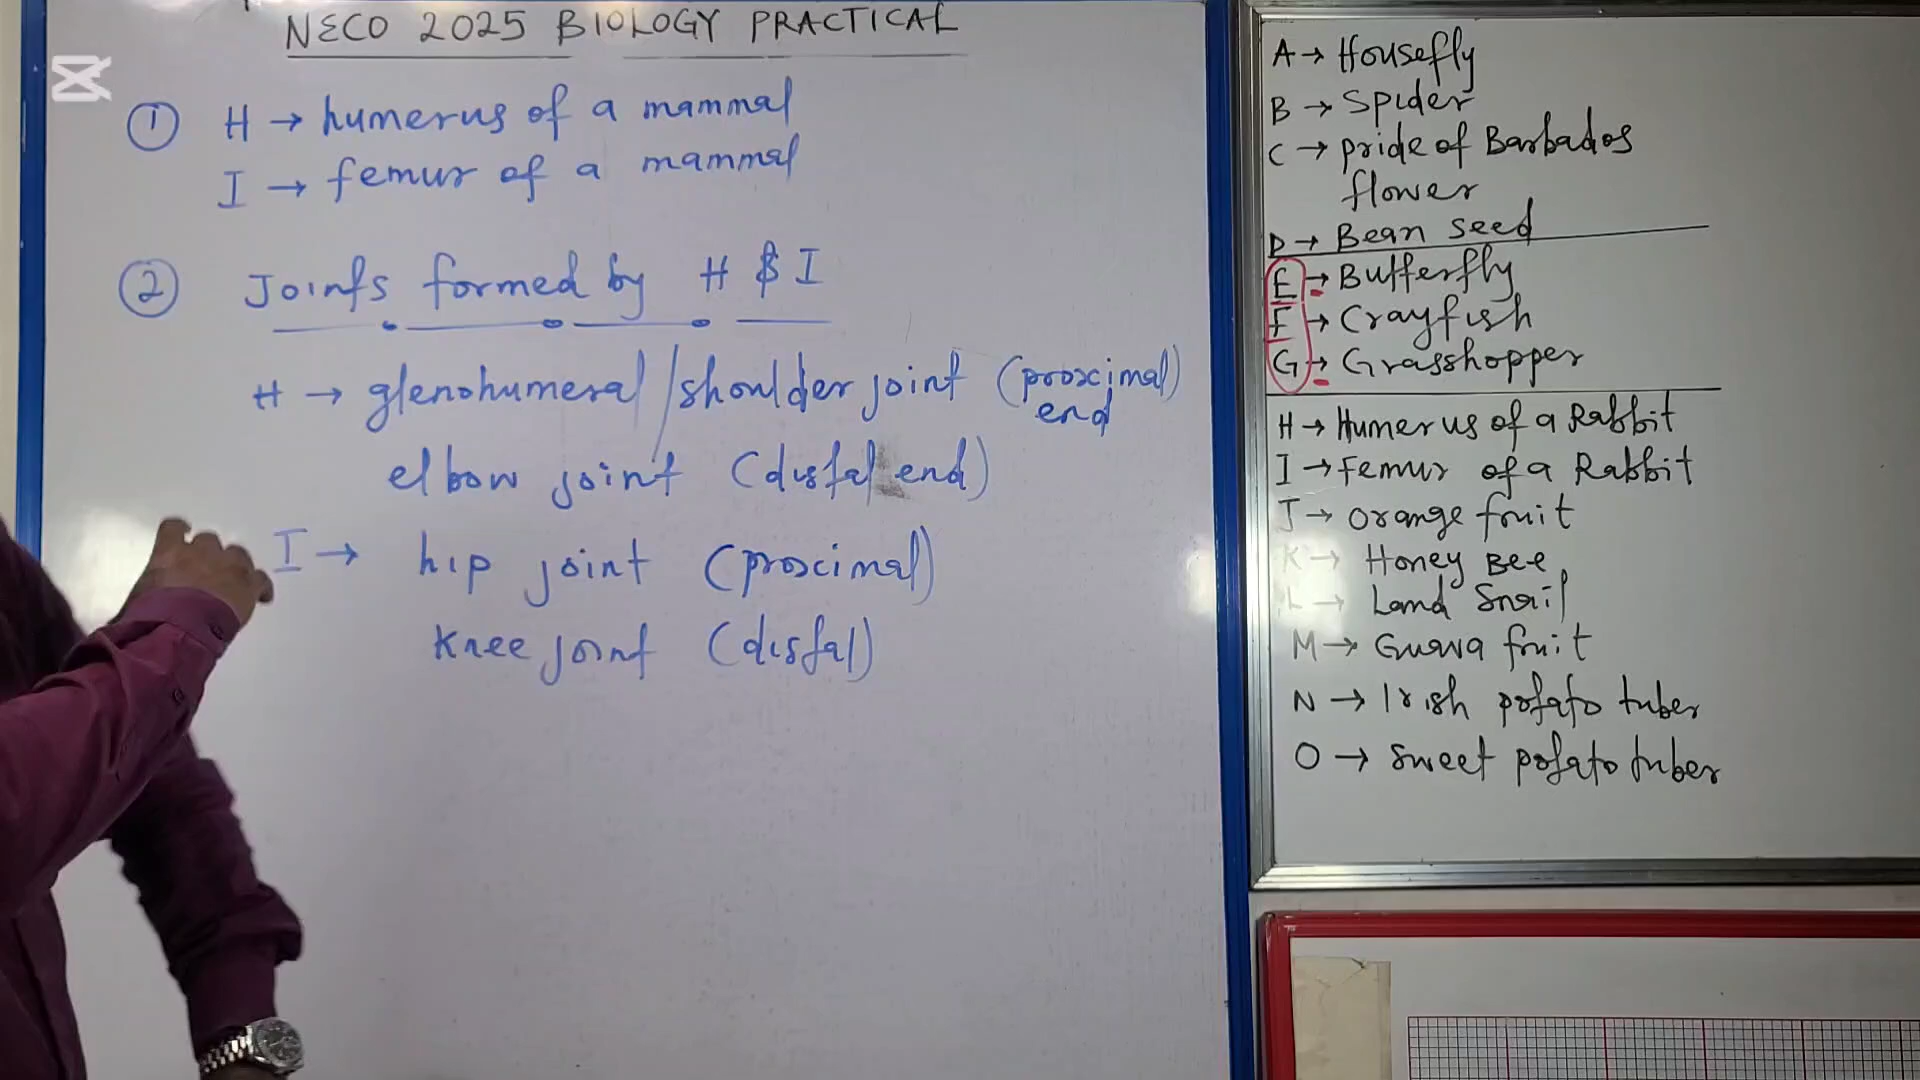 NECO 2025 BIOLOGY PRACTICAL
① H → humerus of a mammal
I → femur of a mammal
② Joints formed by H & I
H → glenohumeral/shoulder joint (proximal)
end
elbow joint (distal end)
I → hip joint (proximal)
knee joint (distal)
A → Housefly
B → Spider
C → pride of Barbados
flower
D → Bean seed
E → Butterfly
F → Crayfish
G → Grasshopper
H → Humerus of a Rabbit
I → Femur of a Rabbit
J → Orange fruit
K → Honey Bee
L → Land Snail
M → Guava fruit
N → Irish potato tuber
O → Sweet potato tuber